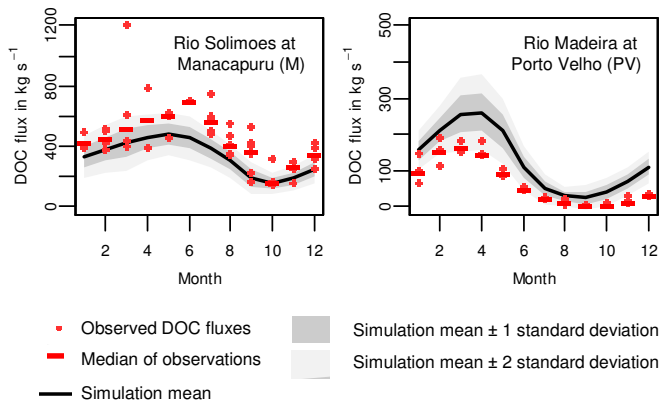 Rio Solimoes at
Manacapuru (M)
DOC flux in kg s⁻¹
0 400 800 1200
2 4 6 8 10 12
Month
Rio Madeira at
Porto Velho (PV)
DOC flux in kg s⁻¹
0 100 300 500
2 4 6 8 10 12
Month
Observed DOC fluxes
Median of observations
Simulation mean
Simulation mean ± 1 standard deviation
Simulation mean ± 2 standard deviation